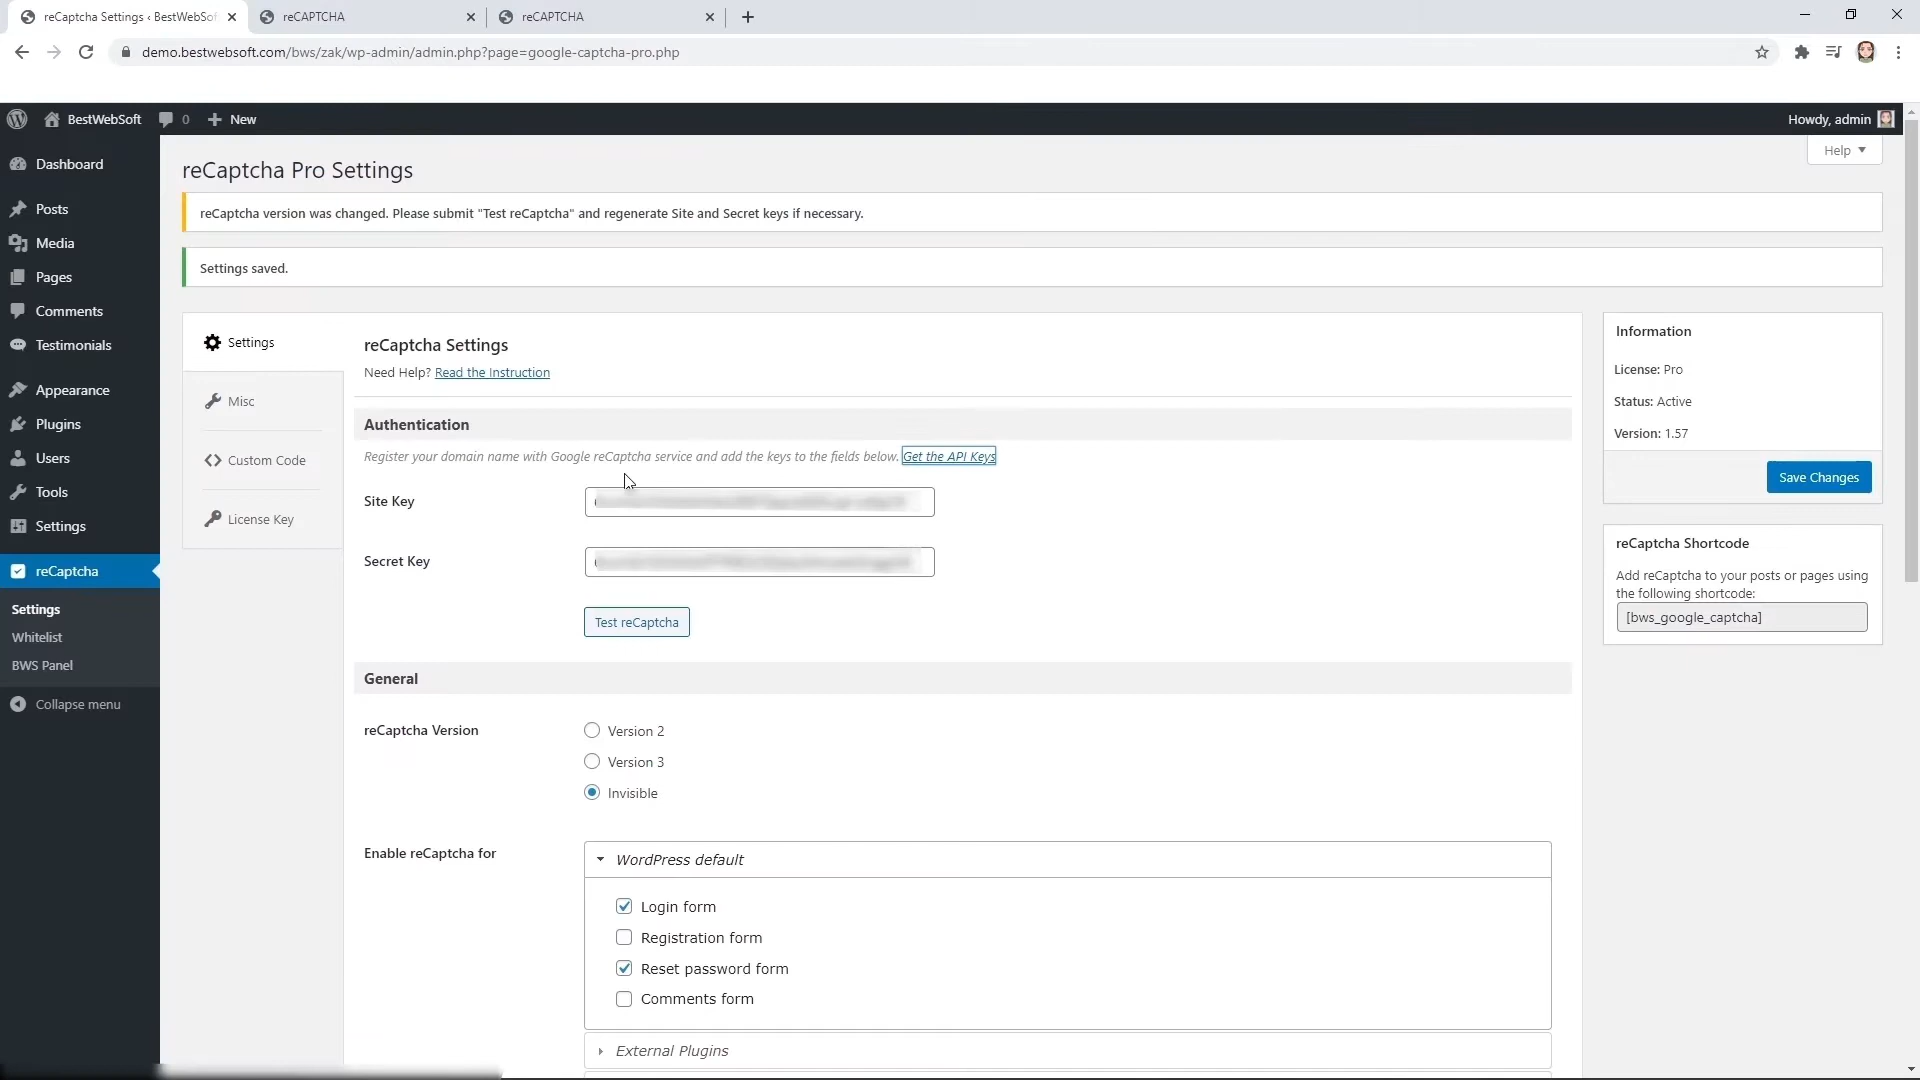 reCaptcha Settings ‹ BestWebSof
reCAPTCHA
reCAPTCHA
demo.bestwebsoft.com/bws/zak/wp-admin/admin.php?page=google-captcha-pro.php
BestWebSoft
0
New
Howdy, admin
Help
Dashboard
Posts
Media
Pages
Comments
Testimonials
Appearance
Plugins
Users
Tools
Settings
reCaptcha
Settings
Whitelist
BWS Panel
Collapse menu
reCaptcha Pro Settings
reCaptcha version was changed. Please submit "Test reCaptcha" and regenerate Site and Secret keys if necessary.
Settings saved.
Settings
Misc
Custom Code
License Key
reCaptcha Settings
Need Help? Read the Instruction
Authentication
Register your domain name with Google reCaptcha service and add the keys to the fields below. Get the API Keys
Site Key
Secret Key
Test reCaptcha
General
reCaptcha Version
Version 2
Version 3
Invisible
Enable reCaptcha for
WordPress default
Login form
Registration form
Reset password form
Comments form
External Plugins
Information
License: Pro
Status: Active
Version: 1.57
Save Changes
reCaptcha Shortcode
Add reCaptcha to your posts or pages using
the following shortcode:
[bws_google_captcha]